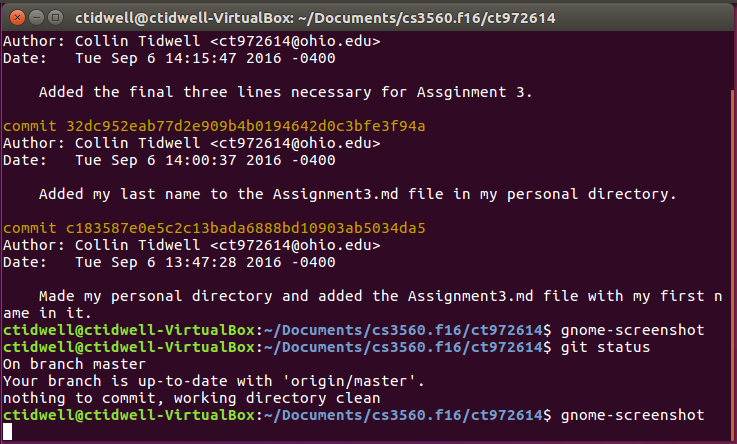 ctidwell@ctidwell-VirtualBox: ~/Documents/cs3560.f16/ct972614
Author: Collin Tidwell <ct972614@ohio.edu>
Date:   Tue Sep 6 14:15:47 2016 -0400
    Added the final three lines necessary for Assginment 3.
commit 32dc952eab77d2e909b4b0194642d0c3bfe3f94a
Author: Collin Tidwell <ct972614@ohio.edu>
Date:   Tue Sep 6 14:00:37 2016 -0400
    Added my last name to the Assignment3.md file in my personal directory.
commit c183587e0e5c2c13bada6888bd10903ab5034da5
Author: Collin Tidwell <ct972614@ohio.edu>
Date:   Tue Sep 6 13:47:28 2016 -0400
    Made my personal directory and added the Assignment3.md file with my first n
ame in it.
ctidwell@ctidwell-VirtualBox:~/Documents/cs3560.f16/ct972614$ gnome-screenshot
ctidwell@ctidwell-VirtualBox:~/Documents/cs3560.f16/ct972614$ git status
On branch master
Your branch is up-to-date with 'origin/master'.
nothing to commit, working directory clean
ctidwell@ctidwell-VirtualBox:~/Documents/cs3560.f16/ct972614$ gnome-screenshot